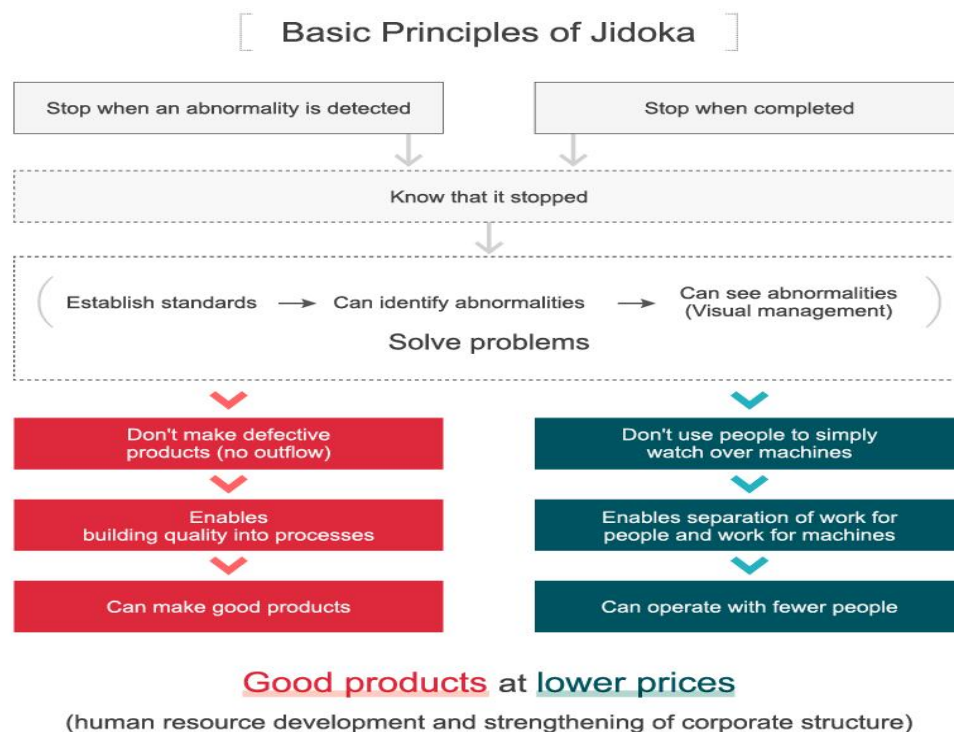 Basic Principles of Jidoka
Stop when an abnormality is detected
Stop when completed
Know that it stopped
Establish standards
Can identify abnormalities
Can see abnormalities
(Visual management)
Solve problems
Don't make defective
products (no outflow)
Enables
building quality into processes
Can make good products
Don't use people to simply
watch over machines
Enables separation of work for
people and work for machines
Can operate with fewer people
Good products at lower prices
(human resource development and strengthening of corporate structure)